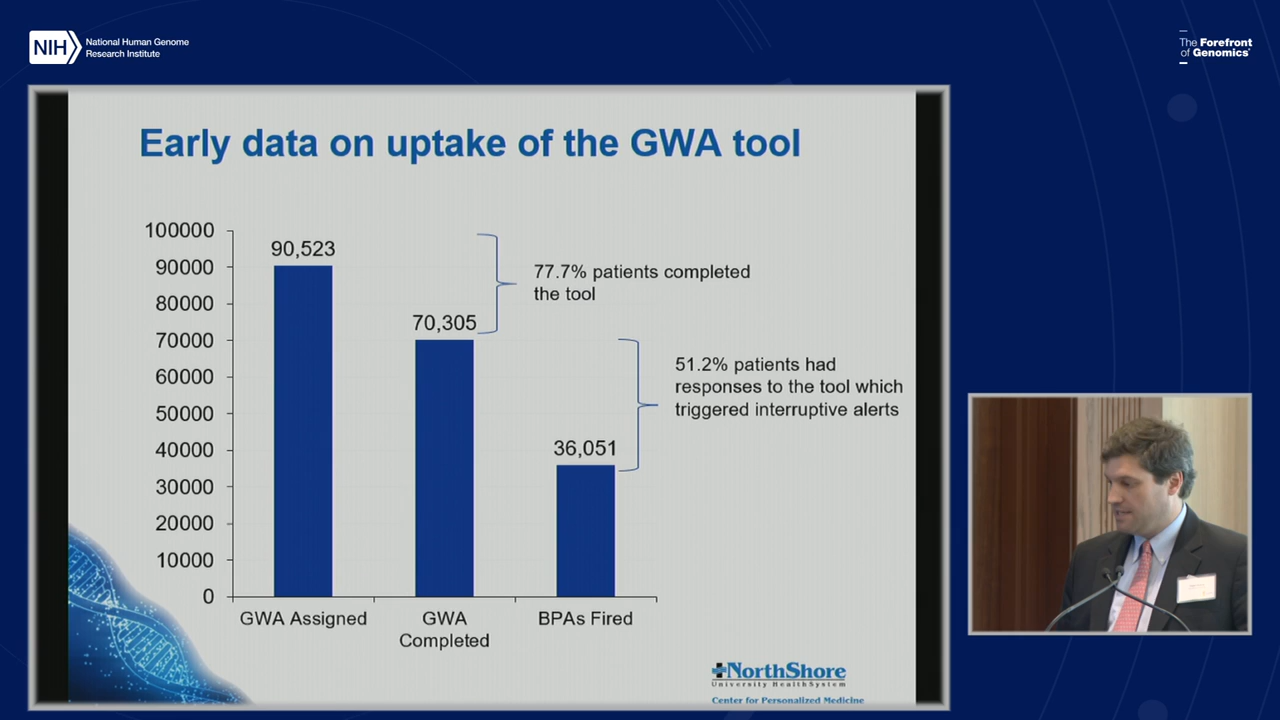 NIH
National Human Genome
Research Institute
The Forefront
of Genomics®
Early data on uptake of the GWA tool
100000
90000
80000
70000
60000
50000
40000
30000
20000
10000
0
90,523
70,305
36,051
77.7% patients completed
the tool
51.2% patients had
responses to the tool which
triggered interruptive alerts
GWA Assigned
GWA
Completed
BPAs Fired
NorthShore
University HealthSystem
Center for Personalized Medicine